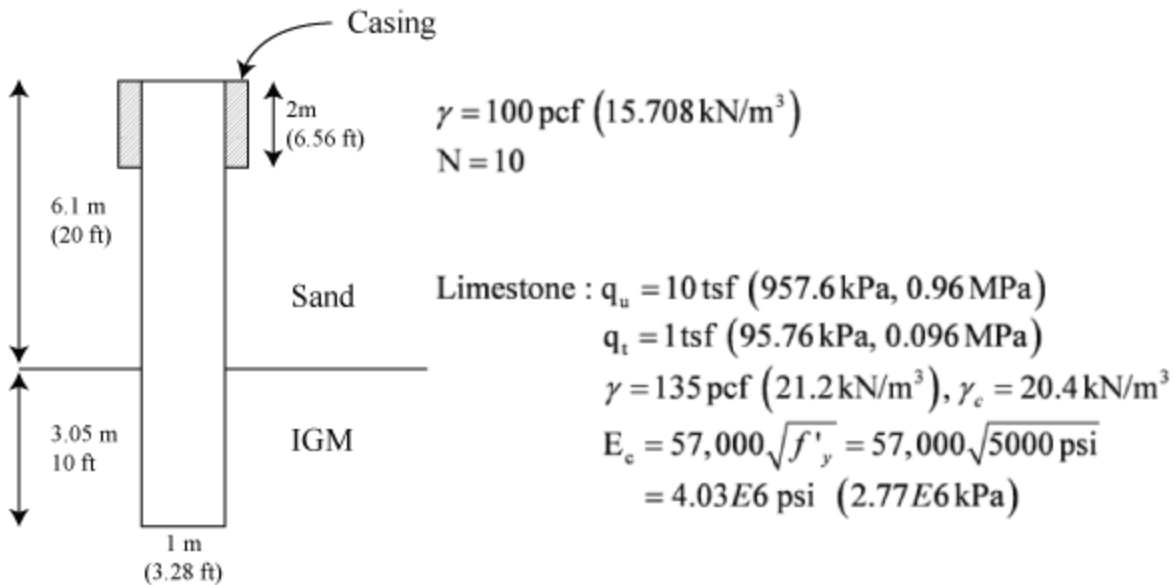 Casing
2m
(6.56 ft)
γ = 100 pcf (15.708 kN/m³)
N = 10
6.1 m
(20 ft)
Sand
Limestone : qᵤ = 10 tsf (957.6 kPa, 0.96 MPa)
qₜ = 1 tsf (95.76 kPa, 0.096 MPa)
γ = 135 pcf (21.2 kN/m³), γ_c = 20.4 kN/m³
E_c = 57,000√f'_y = 57,000√5000 psi
= 4.03E6 psi (2.77E6 kPa)
3.05 m
10 ft
IGM
1 m
(3.28 ft)